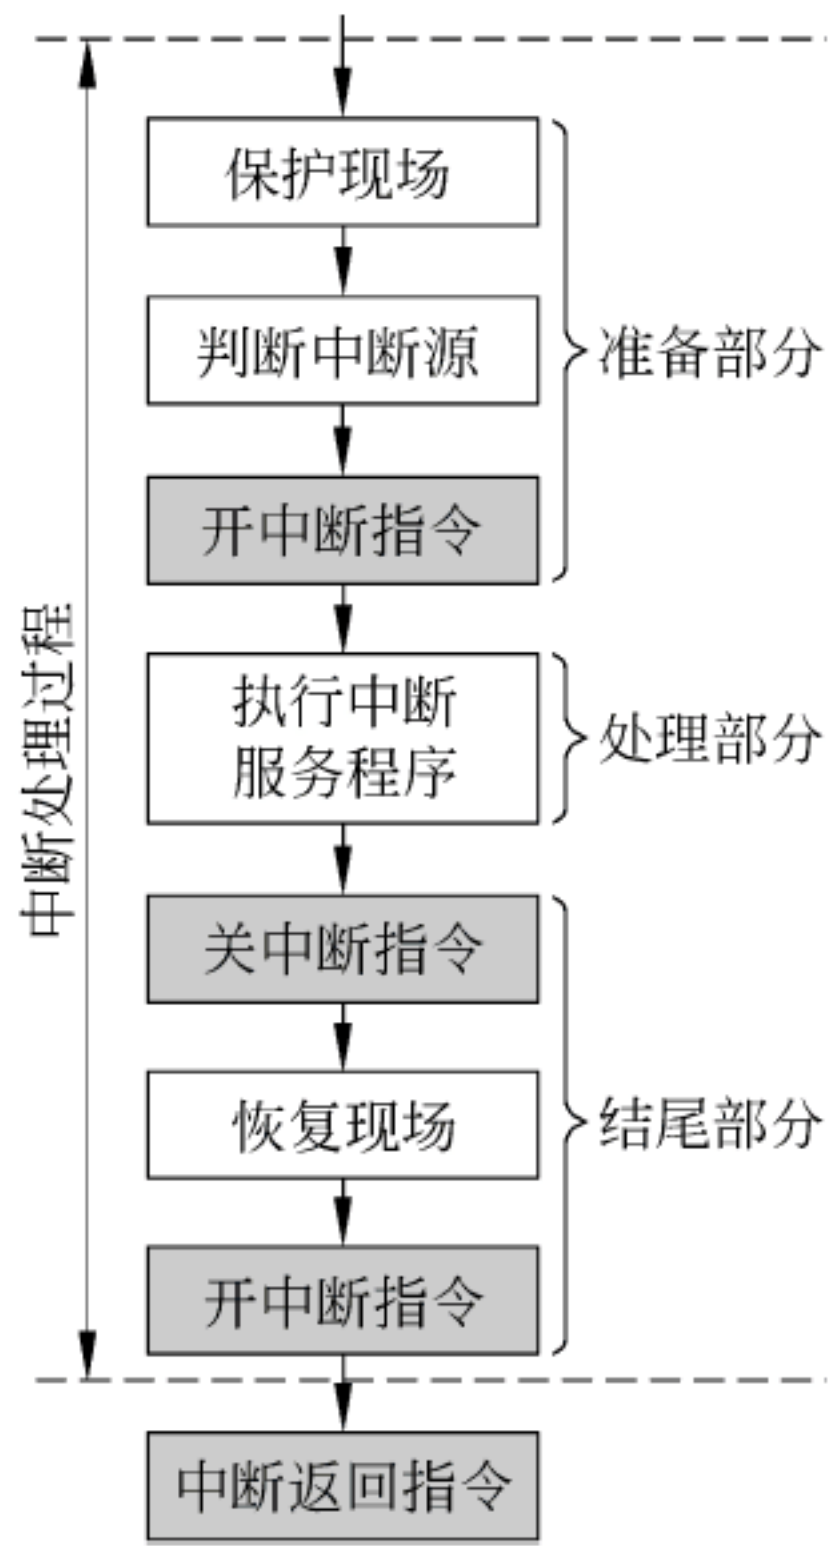 保护现场
判断中断源
准备部分
开中断指令
执行中断
服务程序
处理部分
中断处理过程
关中断指令
恢复现场
结尾部分
开中断指令
中断返回指令